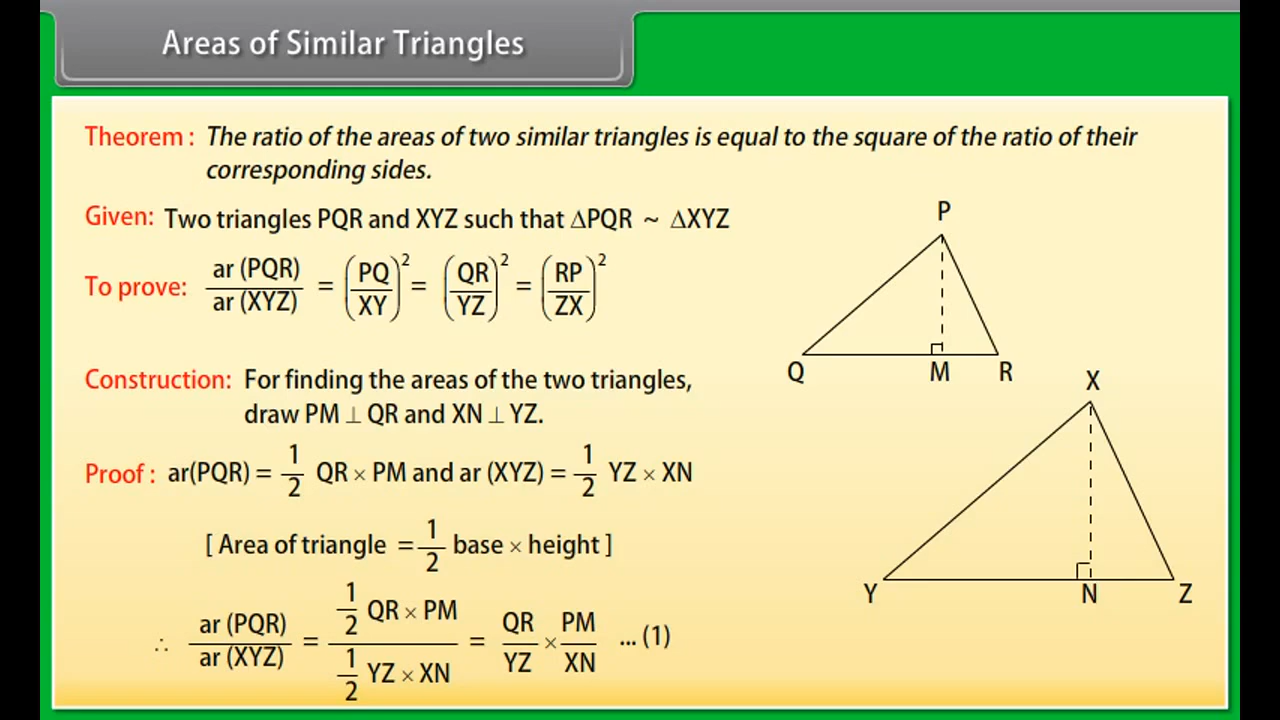 Areas of Similar Triangles
Theorem : The ratio of the areas of two similar triangles is equal to the square of the ratio of their
corresponding sides.
Given: Two triangles PQR and XYZ such that ΔPQR ~ ΔXYZ
To prove: ar (PQR)/ar (XYZ) = (PQ/XY)² = (QR/YZ)² = (RP/ZX)²
Construction: For finding the areas of the two triangles,
draw PM ⊥ QR and XN ⊥ YZ.
Proof : ar(PQR) = 1/2 QR × PM and ar (XYZ) = 1/2 YZ × XN
[ Area of triangle = 1/2 base × height ]
∴ ar (PQR)/ar (XYZ) = (1/2 QR × PM)/(1/2 YZ × XN) = QR/YZ × PM/XN ... (1)
P
Q M R
X
Y N Z